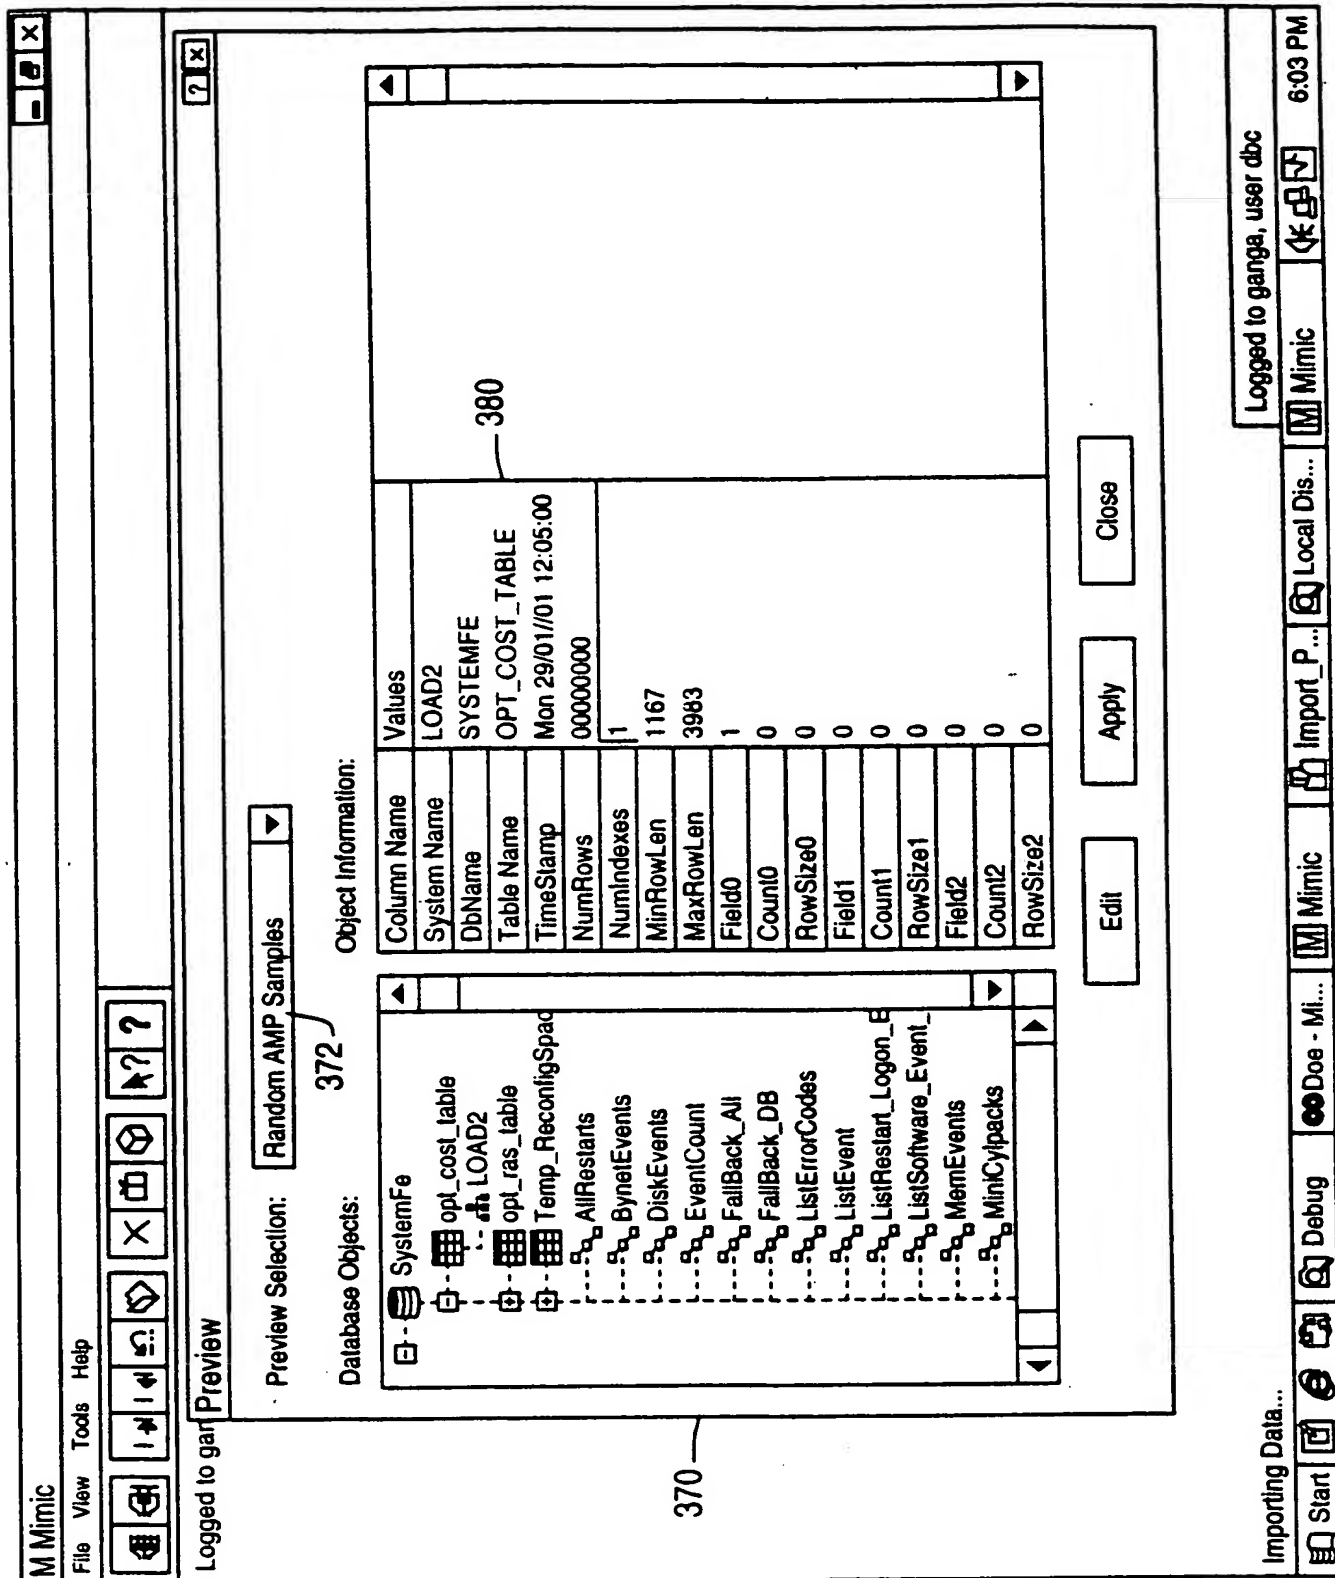 M Mimic
File View Tools Help
Logged to gan
Preview
Preview Selection:
Random AMP Samples
372
Database Objects:
Object Information:
SystemFe
opt_cost_table
LOAD2
opt_ras_table
Temp_ReconfigSpac
AllRestarts
BynetEvents
DiskEvents
EventCount
FallBack_All
FallBack_DB
ListErrorCodes
ListEvent
ListRestart_Logon_E
ListSoftware_Event_
MemEvents
MiniCylpacks
Column Name Values
System Name LOAD2
DbName SYSTEMFE
Table Name OPT_COST_TABLE
TimeStamp Mon 29/01//01 12:05:00
NumRows 00000000
NumIndexes 1
MinRowLen 1167
MaxRowLen 3983
Field0 1
Count0 0
RowSize0 0
Field1 0
Count1 0
RowSize1 0
Field2 0
Count2 0
RowSize2 0
380
370
Edit Apply Close
Importing Data...
Logged to ganga, user dbc
Start Debug Doe - Mi... M Mimic Import_P... Local Dis... M Mimic 6:03 PM